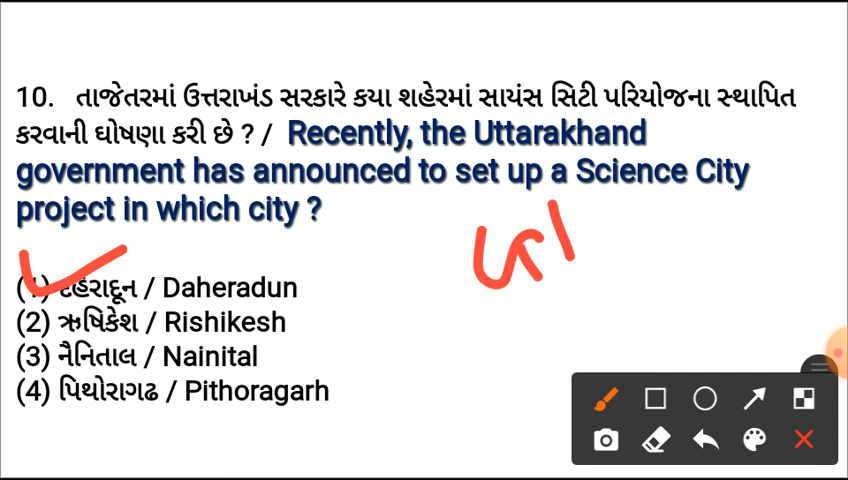 10. તાજેતરમાં ઉત્તરાખંડ સરકારે કયા શહેરમાં સાયંસ સિટી પરિયોજના સ્થાપિત
કરવાની ઘોષણા કરી છે ? / Recently, the Uttarakhand
government has announced to set up a Science City
project in which city ?
(1) દેહરાદૂન / Daheradun
(2) ઋષિકેશ / Rishikesh
(3) નૈનિતાલ / Nainital
(4) પિથોરાગઢ / Pithoragarh